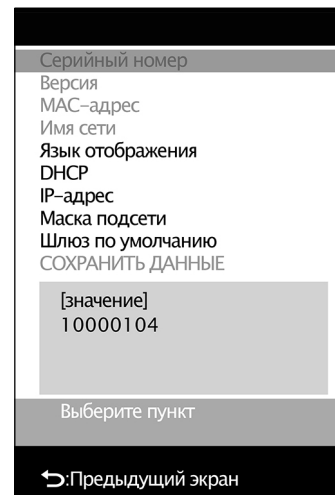 Серийный номер
Версия
MAC-адрес
Имя сети
Язык отображения
DHCP
IP-адрес
Маска подсети
Шлюз по умолчанию
СОХРАНИТЬ ДАННЫЕ
[значение]
10000104
Выберите пункт
⮌:Предыдущий экран